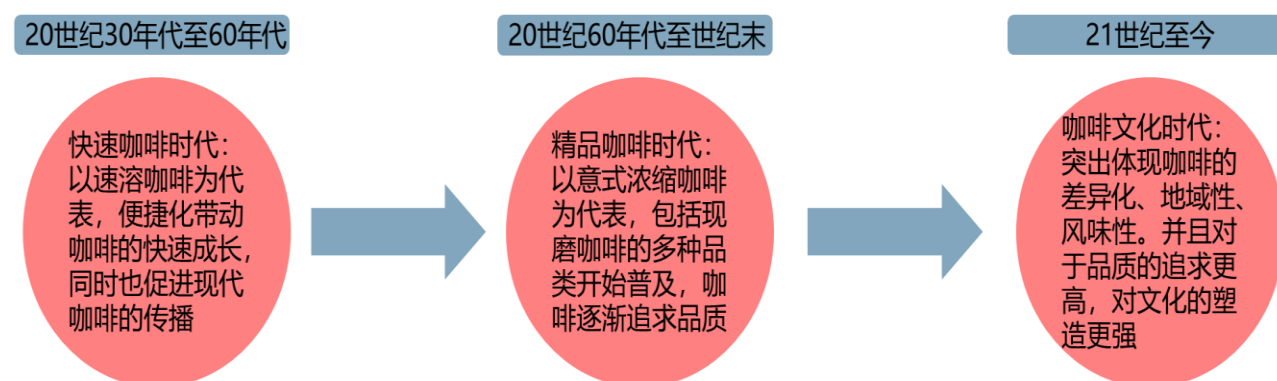 20世纪30年代至60年代
20世纪60年代至世纪末
21世纪至今
快速咖啡时代：
以速溶咖啡为代
表，便捷化带动
咖啡的快速成长，
同时也促进现代
咖啡的传播
精品咖啡时代：
以意式浓缩咖啡
为代表，包括现
磨咖啡的多种品
类开始普及，咖
啡逐渐追求品质
咖啡文化时代：
突出体现咖啡的
差异化、地域性、
风味性。并且对
于品质的追求更
高，对文化的塑
造更强